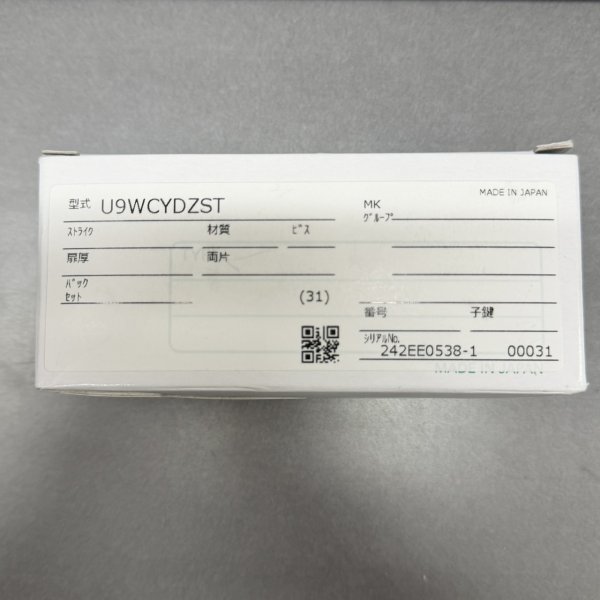 MADE IN JAPAN
型式 U9WCYDZST
MK
ｸﾞﾙｰﾌﾟ
ｽﾄﾗｲｸ 材質 ﾋﾞｽ
扉厚 両片
ﾊﾞｯｸ
ｾｯﾄ
(31)
番号 子鍵
ｼﾘｱﾙNo.
242EE0538-1 00031
MADE IN JAPAN